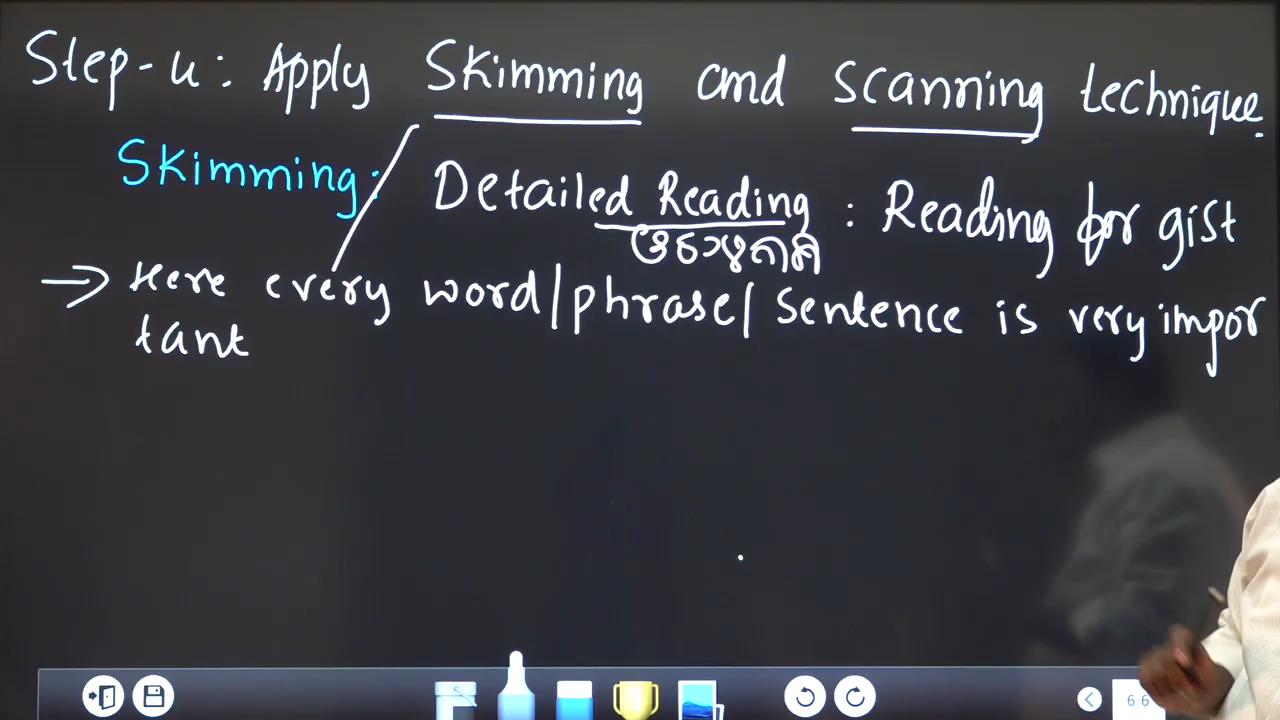 Step-4: Apply Skimming and Scanning technique.
Skimming: Detailed Reading : Reading for gist
→ Here every word/phrase/sentence is very impor
tant
66